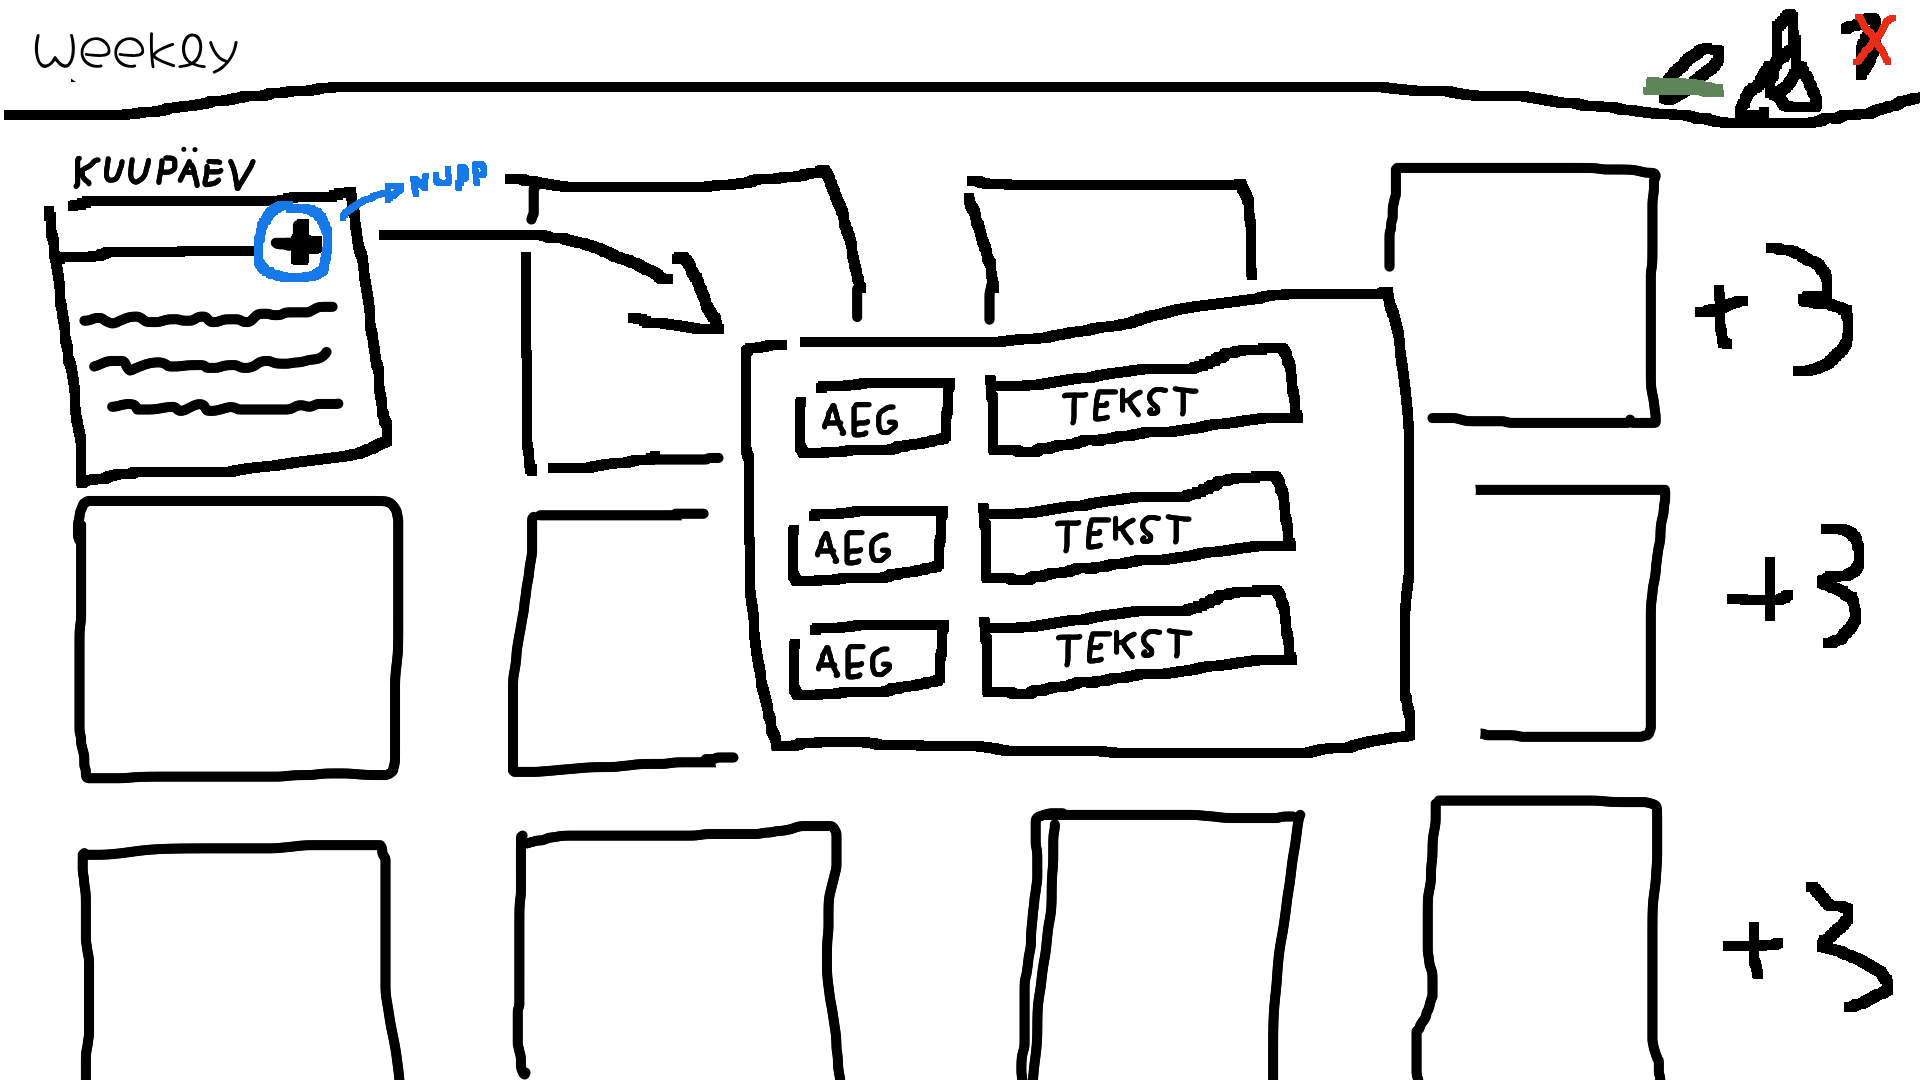 Weekly
KUUPÄEV
NUPP
+
+3
AEG TEKST
AEG TEKST
+3
AEG TEKST
+3